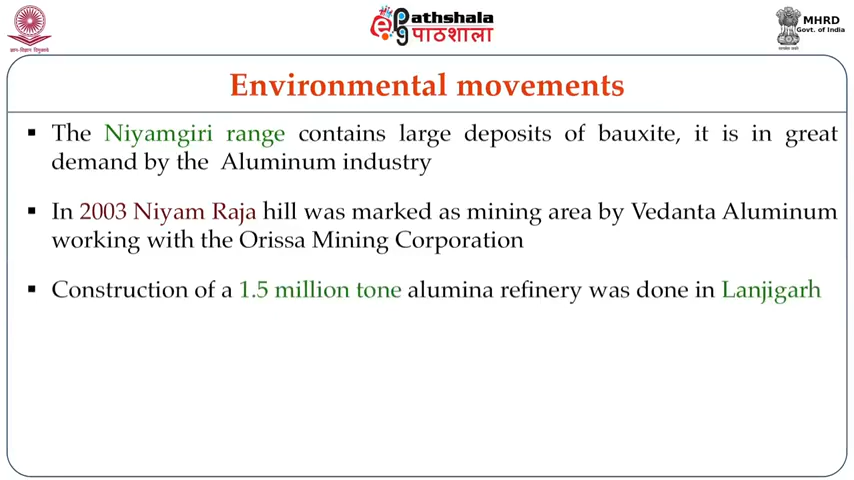 ePathshala
पाठशाला
MHRD
Govt. of India
Environmental movements
▪ The Niyamgiri range contains large deposits of bauxite, it is in great
demand by the Aluminum industry
▪ In 2003 Niyam Raja hill was marked as mining area by Vedanta Aluminum
working with the Orissa Mining Corporation
▪ Construction of a 1.5 million tone alumina refinery was done in Lanjigarh